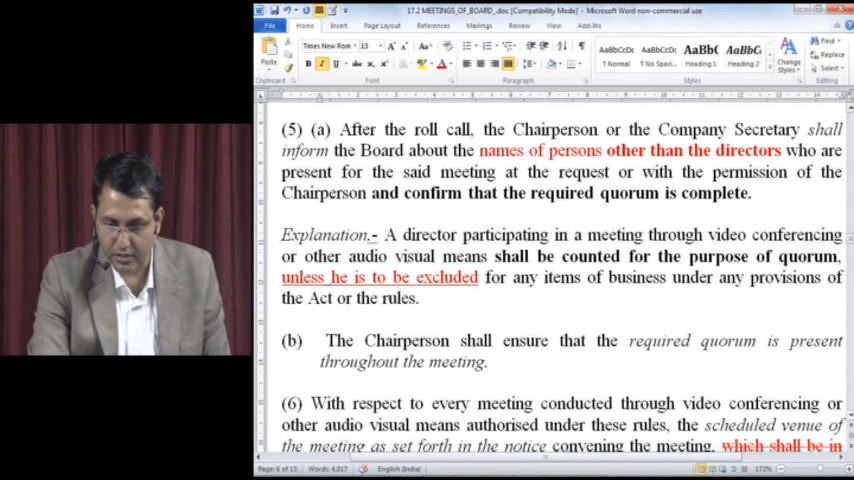 17.2 MEETINGS_OF_BOARD_.doc [Compatibility Mode] - Microsoft Word non-commercial use
File Home Insert Page Layout References Mailings Review View Add-Ins
Times New Rom 13
Paste
AaBbCcDc AaBbCcDc AaBbC AaBbCc
¶ Normal ¶ No Spaci... Heading 1 Heading 2
Change Styles
Find
Replace
Select
Clipboard Font Paragraph Styles Editing
(5) (a) After the roll call, the Chairperson or the Company Secretary shall
inform the Board about the names of persons other than the directors who are
present for the said meeting at the request or with the permission of the
Chairperson and confirm that the required quorum is complete.
Explanation.- A director participating in a meeting through video conferencing
or other audio visual means shall be counted for the purpose of quorum,
unless he is to be excluded for any items of business under any provisions of
the Act or the rules.
(b) The Chairperson shall ensure that the required quorum is present
throughout the meeting.
(6) With respect to every meeting conducted through video conferencing or
other audio visual means authorised under these rules, the scheduled venue of
the meeting as set forth in the notice convening the meeting, which shall be in
Page: 6 of 13 Words: 4,017 English (India) 172%